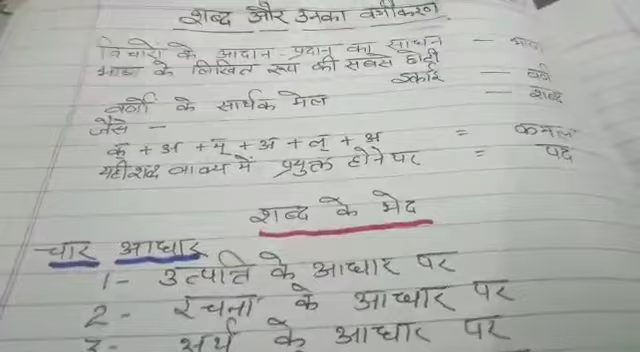 शब्द और उनका वर्गीकरण
विचारों के आदान-प्रदान का साधन - भाषा
भाषा के लिखित रूप की सबसे छोटी
इकाई - वर्ण
वर्णों के सार्थक मेल - शब्द
जैसे -
क् + अ + म् + अ + ल् + अ = कमल
यही शब्द वाक्य में प्रयुक्त होने पर = पद
शब्द के भेद
चार आधार
1- उत्पत्ति के आधार पर
2- रचना के आधार पर
3- अर्थ के आधार पर